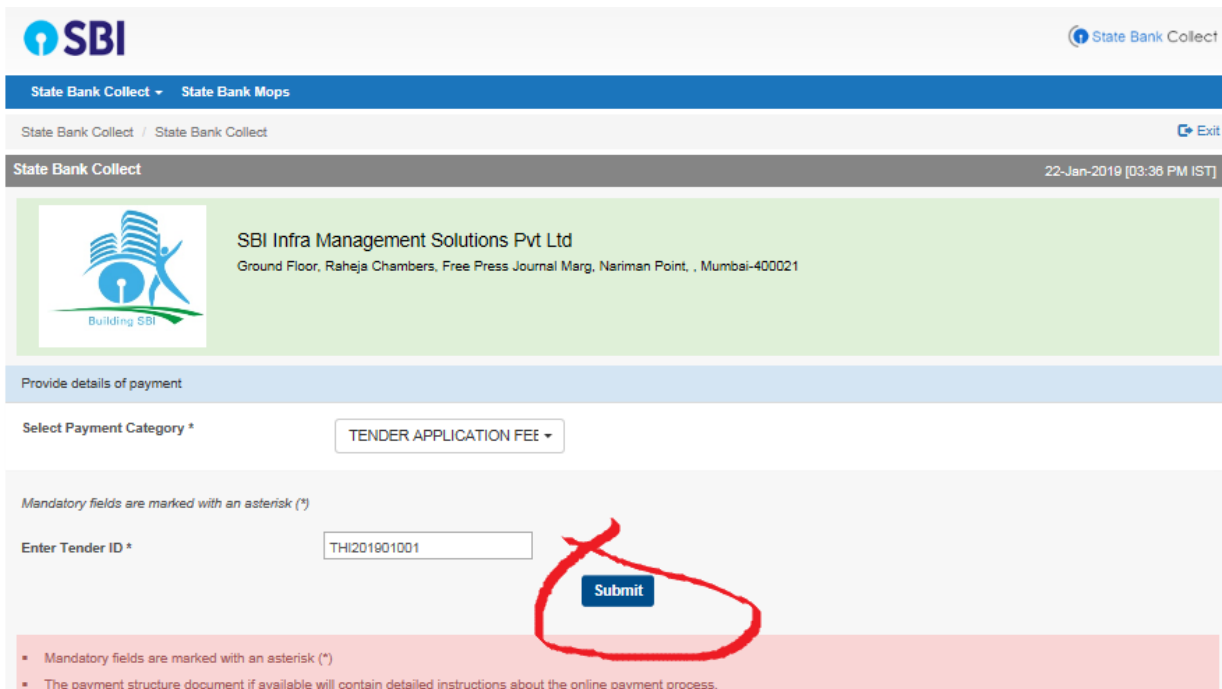 SBI
State Bank Collect
State Bank Collect State Bank Mops
State Bank Collect / State Bank Collect Exit
State Bank Collect 22-Jan-2019 [03:36 PM IST]
SBI Infra Management Solutions Pvt Ltd
Ground Floor, Raheja Chambers, Free Press Journal Marg, Nariman Point, , Mumbai-400021
Building SBI
Provide details of payment
Select Payment Category * TENDER APPLICATION FEE
Mandatory fields are marked with an asterisk (*)
Enter Tender ID * THI201901001
Submit
Mandatory fields are marked with an asterisk (*)
The payment structure document if available will contain detailed instructions about the online payment process.